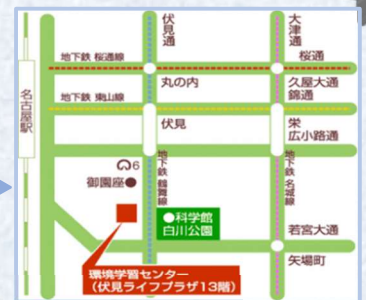 伏見通
大津通
地下鉄 桜通線
桜通
丸の内
久屋大通
錦通
地下鉄 東山線
名古屋駅
伏見
栄
広小路通
6
御園座
地下鉄 鶴舞線
地下鉄 名城線
科学館
白川公園
若宮大通
矢場町
環境学習センター
(伏見ライフプラザ13階)